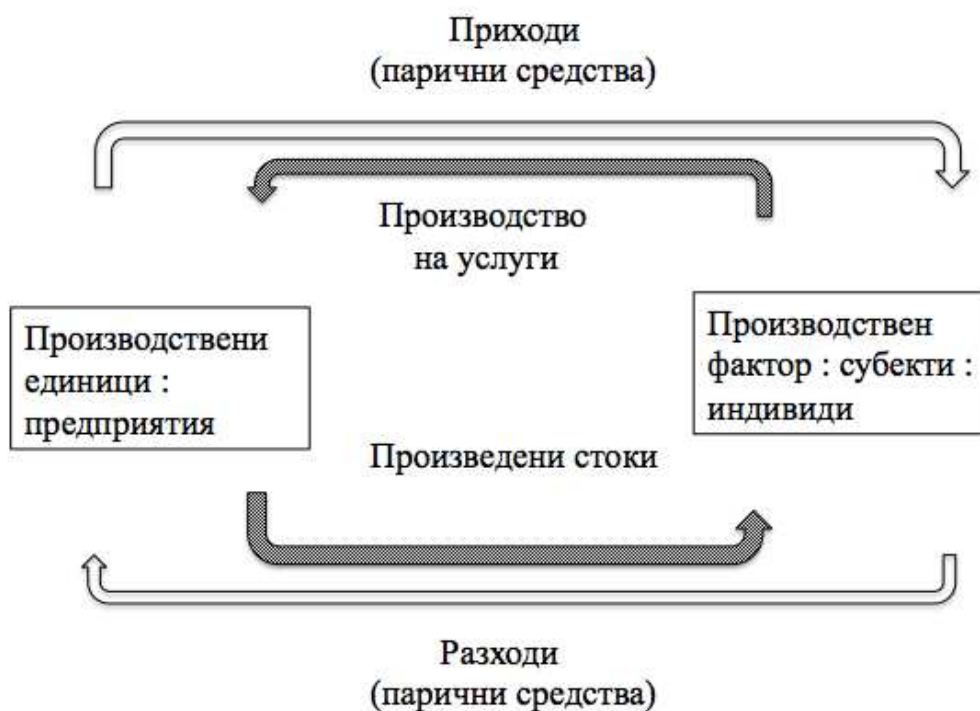 Приходи
(парични средства)
Производство
на услуги
Производствени
единици :
предприятия
Производствен
фактор : субекти :
индивиди
Произведени стоки
Разходи
(парични средства)